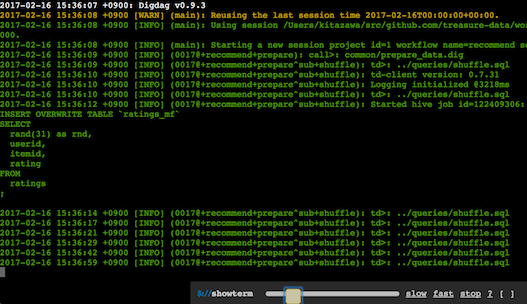 2017-02-16 15:36:07 +0900: Digdag v0.9.3
2017-02-16 15:36:08 +0900 [WARN] (main): Reusing the last session time 2017-02-16T00:00:00+00:00.
2017-02-16 15:36:08 +0900 [INFO] (main): Using session /Users/kitazawa/src/github.com/treasure-data/wor
000.
2017-02-16 15:36:08 +0900 [INFO] (main): Starting a new session project id=1 workflow name=recommend se
2017-02-16 15:36:09 +0900 [INFO] (0017@+recommend+prepare): call>: common/prepare_data.dig
2017-02-16 15:36:09 +0900 [INFO] (0017@+recommend+prepare^sub+shuffle): td>: ../queries/shuffle.sql
2017-02-16 15:36:10 +0900 [INFO] (0017@+recommend+prepare^sub+shuffle): td-client version: 0.7.31
2017-02-16 15:36:10 +0900 [INFO] (0017@+recommend+prepare^sub+shuffle): Logging initialized @3218ms
2017-02-16 15:36:10 +0900 [INFO] (0017@+recommend+prepare^sub+shuffle): td>: ../queries/shuffle.sql
2017-02-16 15:36:12 +0900 [INFO] (0017@+recommend+prepare^sub+shuffle): Started hive job id=122409306:
INSERT OVERWRITE TABLE `ratings_mf`
SELECT
rand(31) as rnd,
userid,
itemid,
rating
FROM
ratings
;
2017-02-16 15:36:14 +0900 [INFO] (0017@+recommend+prepare^sub+shuffle): td>: ../queries/shuffle.sql
2017-02-16 15:36:17 +0900 [INFO] (0017@+recommend+prepare^sub+shuffle): td>: ../queries/shuffle.sql
2017-02-16 15:36:21 +0900 [INFO] (0017@+recommend+prepare^sub+shuffle): td>: ../queries/shuffle.sql
2017-02-16 15:36:29 +0900 [INFO] (0017@+recommend+prepare^sub+shuffle): td>: ../queries/shuffle.sql
2017-02-16 15:36:42 +0900 [INFO] (0017@+recommend+prepare^sub+shuffle): td>: ../queries/shuffle.sql
2017-02-16 15:36:59 +0900 [INFO] (0017@+recommend+prepare^sub+shuffle): td>: ../queries/shuffle.sql
$://showterm slow fast stop ? [ ]